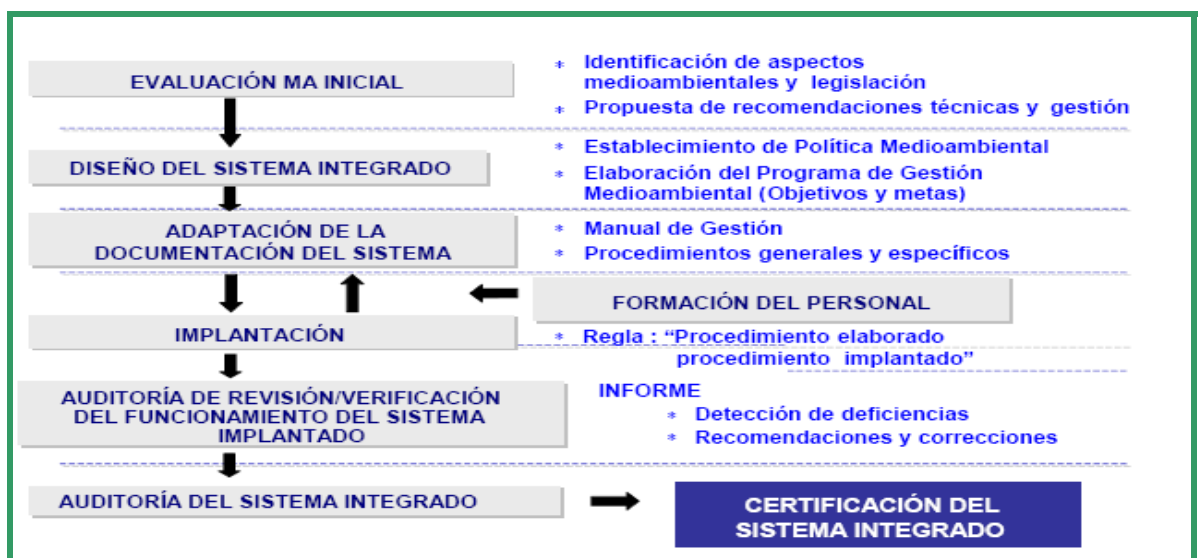 EVALUACIÓN MA INICIAL
* Identificación de aspectos
medioambientales y legislación
* Propuesta de recomendaciones técnicas y gestión
DISEÑO DEL SISTEMA INTEGRADO
* Establecimiento de Política Medioambiental
* Elaboración del Programa de Gestión
Medioambiental (Objetivos y metas)
ADAPTACIÓN DE LA
DOCUMENTACIÓN DEL SISTEMA
* Manual de Gestión
* Procedimientos generales y específicos
FORMACIÓN DEL PERSONAL
IMPLANTACIÓN
* Regla : “Procedimiento elaborado
procedimiento implantado”
AUDITORÍA DE REVISIÓN/VERIFICACIÓN
DEL FUNCIONAMIENTO DEL SISTEMA
IMPLANTADO
INFORME
* Detección de deficiencias
* Recomendaciones y correcciones
AUDITORÍA DEL SISTEMA INTEGRADO
CERTIFICACIÓN DEL
SISTEMA INTEGRADO